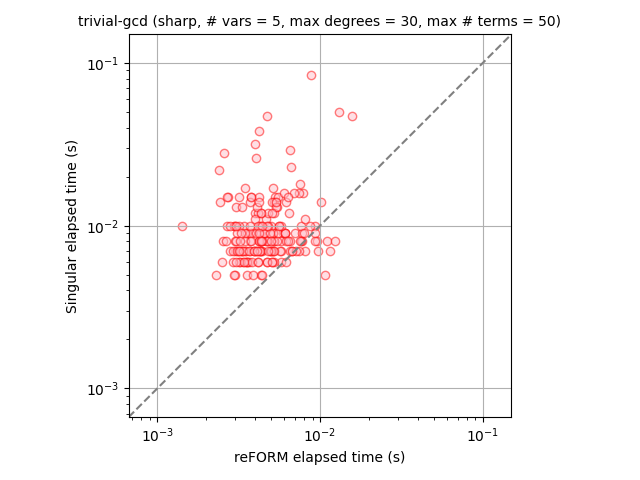 trivial-gcd (sharp, # vars = 5, max degrees = 30, max # terms = 50)
Singular elapsed time (s)
10⁻¹
10⁻²
10⁻³
10⁻³
10⁻²
10⁻¹
reFORM elapsed time (s)